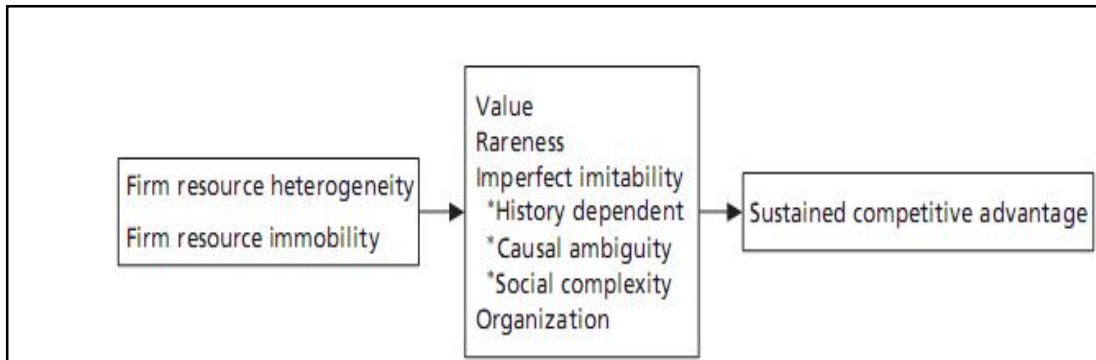 Firm resource heterogeneity
Firm resource immobility
Value
Rareness
Imperfect imitability
*History dependent
*Causal ambiguity
*Social complexity
Organization
Sustained competitive advantage